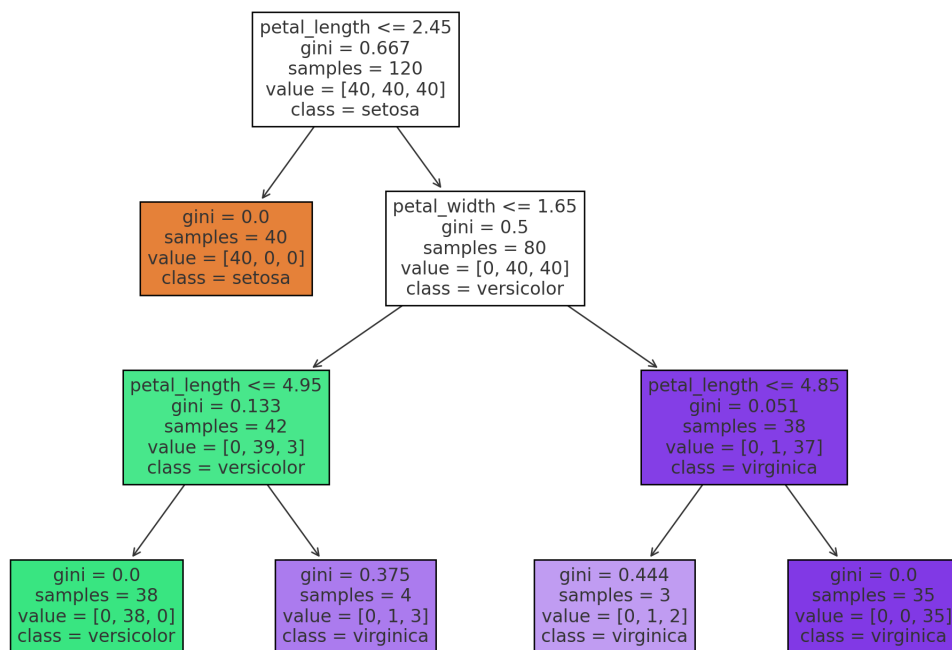 petal_length <= 2.45
gini = 0.667
samples = 120
value = [40, 40, 40]
class = setosa
gini = 0.0
samples = 40
value = [40, 0, 0]
class = setosa
petal_width <= 1.65
gini = 0.5
samples = 80
value = [0, 40, 40]
class = versicolor
petal_length <= 4.95
gini = 0.133
samples = 42
value = [0, 39, 3]
class = versicolor
petal_length <= 4.85
gini = 0.051
samples = 38
value = [0, 1, 37]
class = virginica
gini = 0.0
samples = 38
value = [0, 38, 0]
class = versicolor
gini = 0.375
samples = 4
value = [0, 1, 3]
class = virginica
gini = 0.444
samples = 3
value = [0, 1, 2]
class = virginica
gini = 0.0
samples = 35
value = [0, 0, 35]
class = virginica